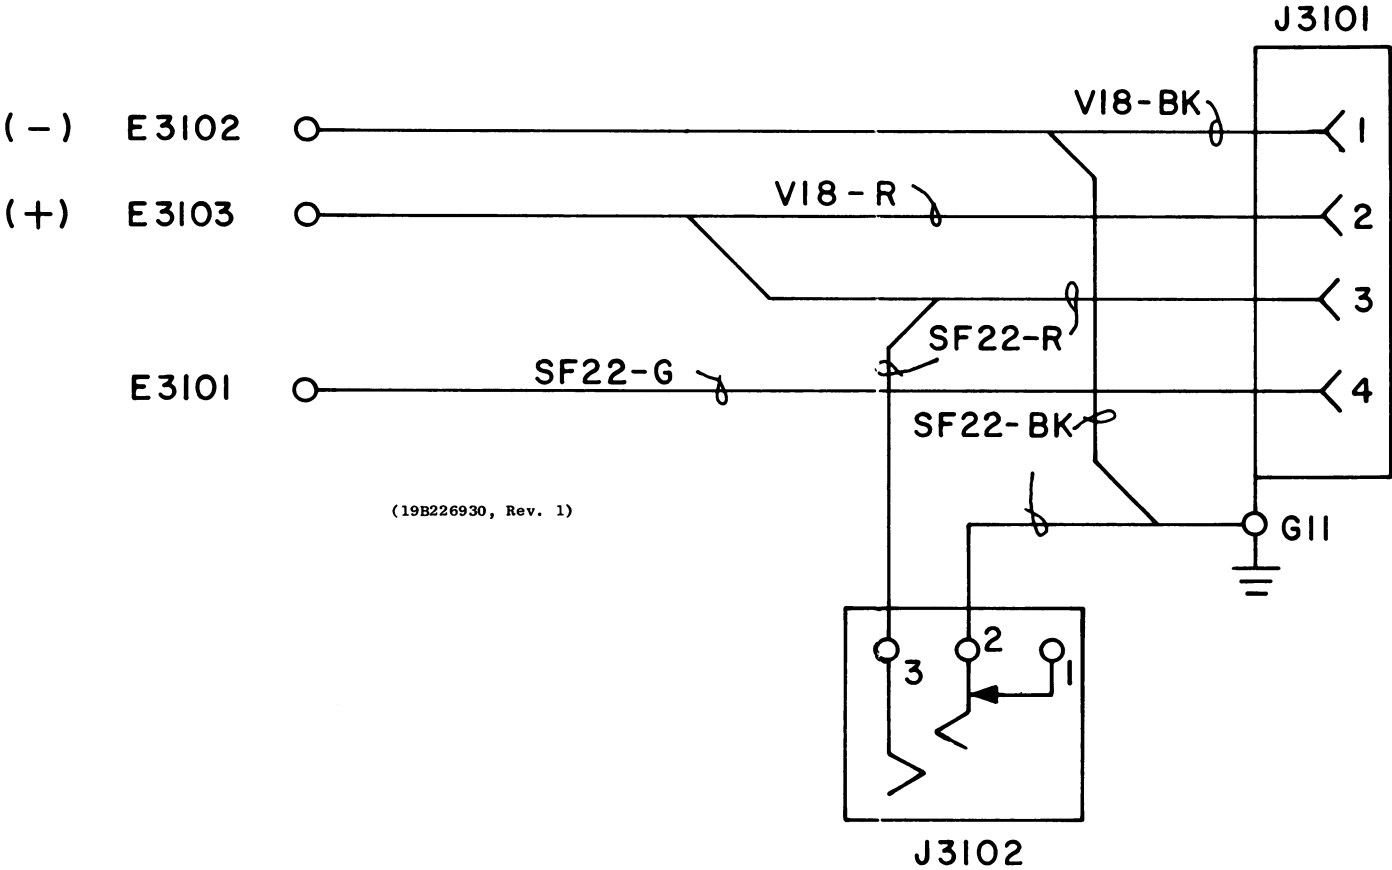 J3101
V18-BK
(-) E3102 1
V18-R
(+) E3103 2
3
SF22-R
SF22-G
E3101 4
SF22-BK
(19B226930, Rev. 1)
G11
2
3 1
J3102